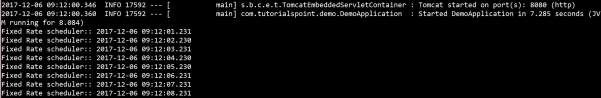 2017-12-06 09:12:00.346  INFO 17592 --- [           main] s.b.c.e.t.TomcatEmbeddedServletContainer : Tomcat started on port(s): 8080 (http)
2017-12-06 09:12:00.360  INFO 17592 --- [           main] com.tutorialspoint.demo.DemoApplication  : Started DemoApplication in 7.285 seconds (JV
M running for 8.084)
Fixed Rate scheduler:: 2017-12-06 09:12:01.231
Fixed Rate scheduler:: 2017-12-06 09:12:02.230
Fixed Rate scheduler:: 2017-12-06 09:12:03.231
Fixed Rate scheduler:: 2017-12-06 09:12:04.230
Fixed Rate scheduler:: 2017-12-06 09:12:05.230
Fixed Rate scheduler:: 2017-12-06 09:12:06.231
Fixed Rate scheduler:: 2017-12-06 09:12:07.231
Fixed Rate scheduler:: 2017-12-06 09:12:08.231